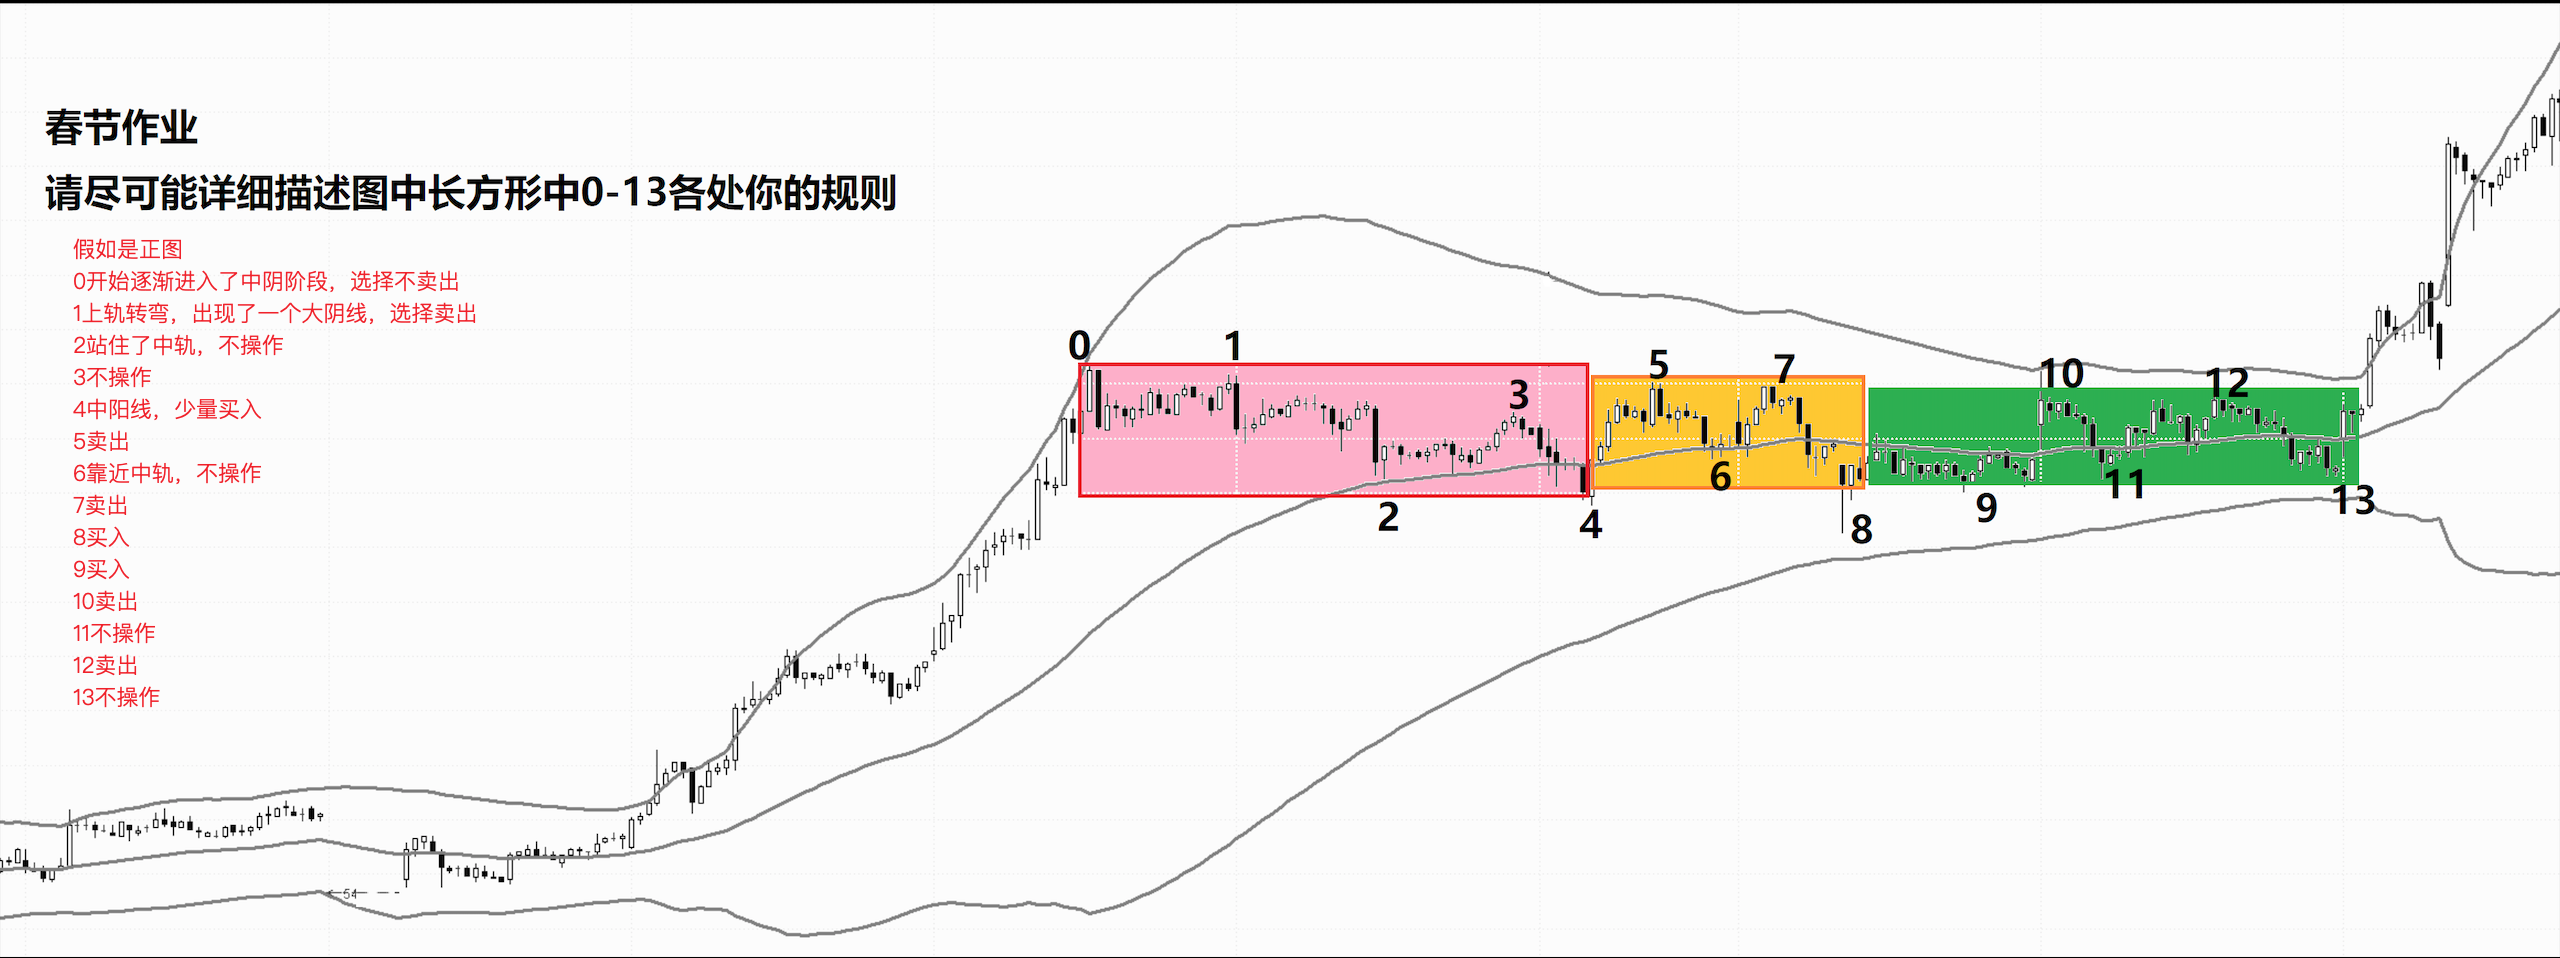 春节作业
请尽可能详细描述图中长方形中0-13各处你的规则
假如是正图
0开始逐渐进入了中阴阶段，选择不卖出
1上轨转弯，出现了一个大阴线，选择卖出
2站住了中轨，不操作
3不操作
4中阳线，少量买入
5卖出
6靠近中轨，不操作
7卖出
8买入
9买入
10卖出
11不操作
12卖出
13不操作
0
1
2
3
4
5
6
7
8
9
10
11
12
13
54